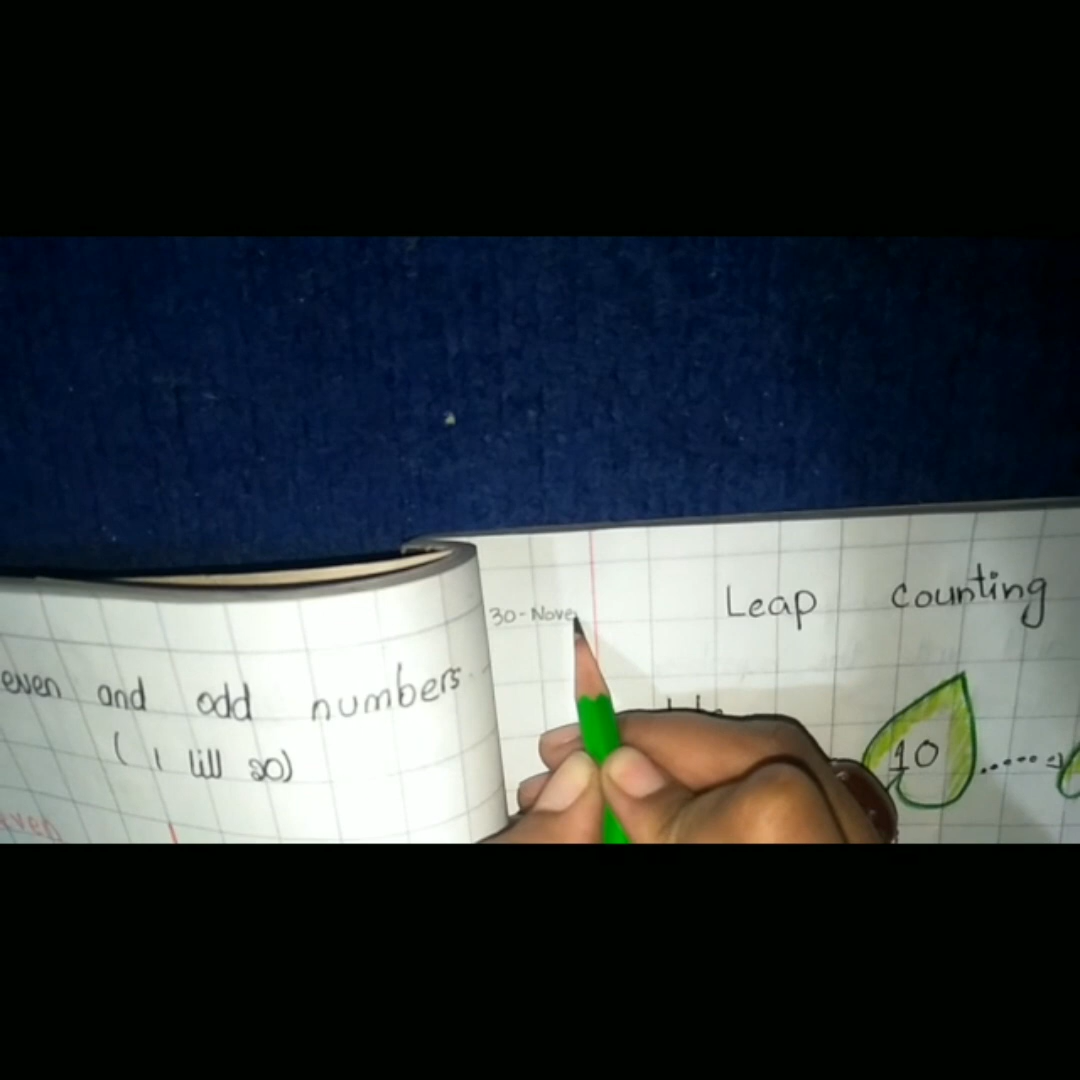 even and odd numbers
( 1 till 20)
Leap counting
30-Nove
10 .....